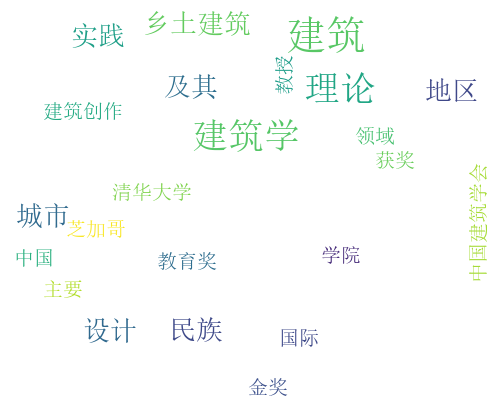 乡土建筑
建筑
实践
教授
及其
理论
地区
建筑创作
建筑学
领域
获奖
中国建筑学会
清华大学
城市
芝加哥
中国
教育奖
学院
主要
设计
民族
国际
金奖